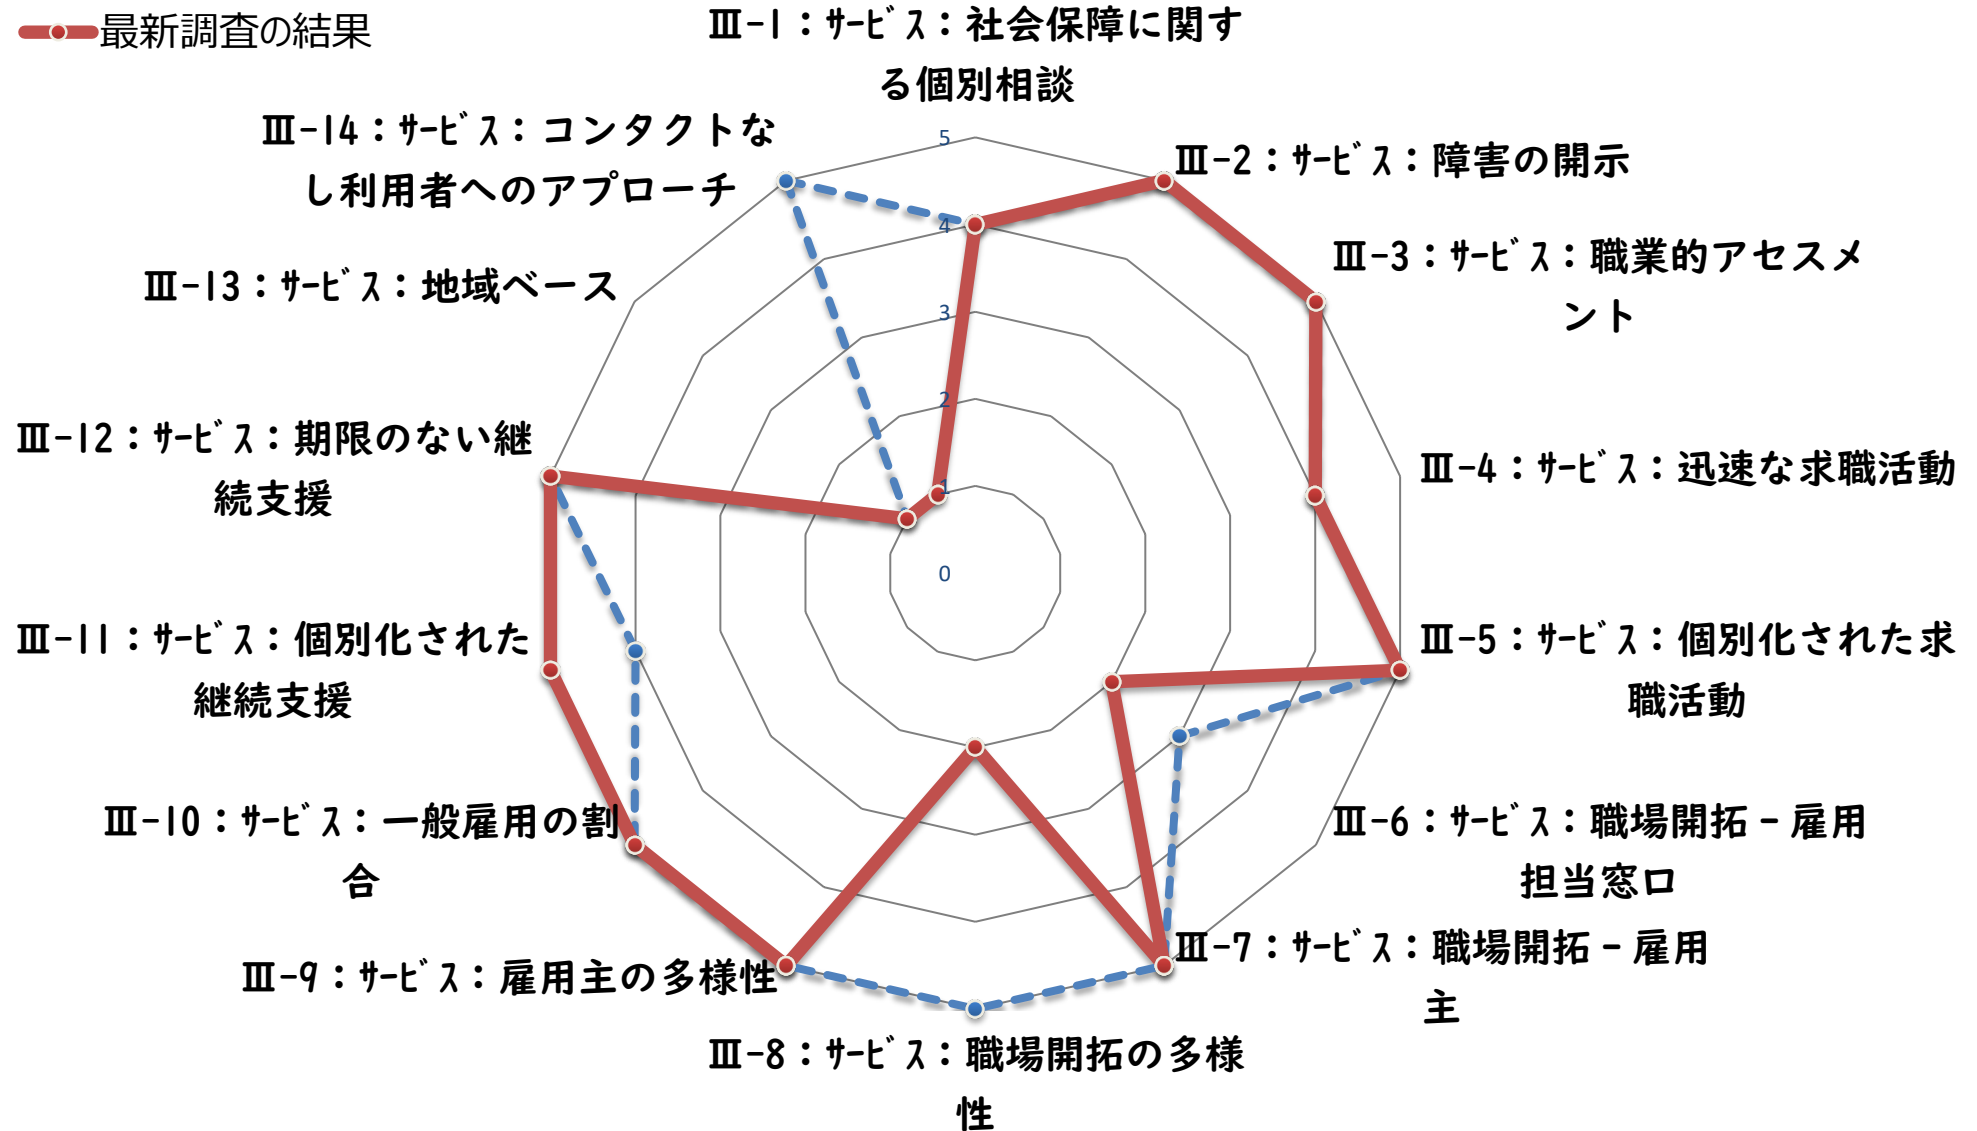 最新調査の結果
Ⅲ-1：ｻｰﾋﾞｽ：社会保障に関す
る個別相談
Ⅲ-2：ｻｰﾋﾞｽ：障害の開示
Ⅲ-3：ｻｰﾋﾞｽ：職業的アセスメ
ント
Ⅲ-4：ｻｰﾋﾞｽ：迅速な求職活動
Ⅲ-5：ｻｰﾋﾞｽ：個別化された求
職活動
Ⅲ-6：ｻｰﾋﾞｽ：職場開拓－雇用
担当窓口
Ⅲ-7：ｻｰﾋﾞｽ：職場開拓－雇用
主
Ⅲ-8：ｻｰﾋﾞｽ：職場開拓の多様
性
Ⅲ-9：ｻｰﾋﾞｽ：雇用主の多様性
Ⅲ-10：ｻｰﾋﾞｽ：一般雇用の割
合
Ⅲ-11：ｻｰﾋﾞｽ：個別化された
継続支援
Ⅲ-12：ｻｰﾋﾞｽ：期限のない継
続支援
Ⅲ-13：ｻｰﾋﾞｽ：地域ベース
Ⅲ-14：ｻｰﾋﾞｽ：コンタクトな
し利用者へのアプローチ
5
4
3
2
1
0